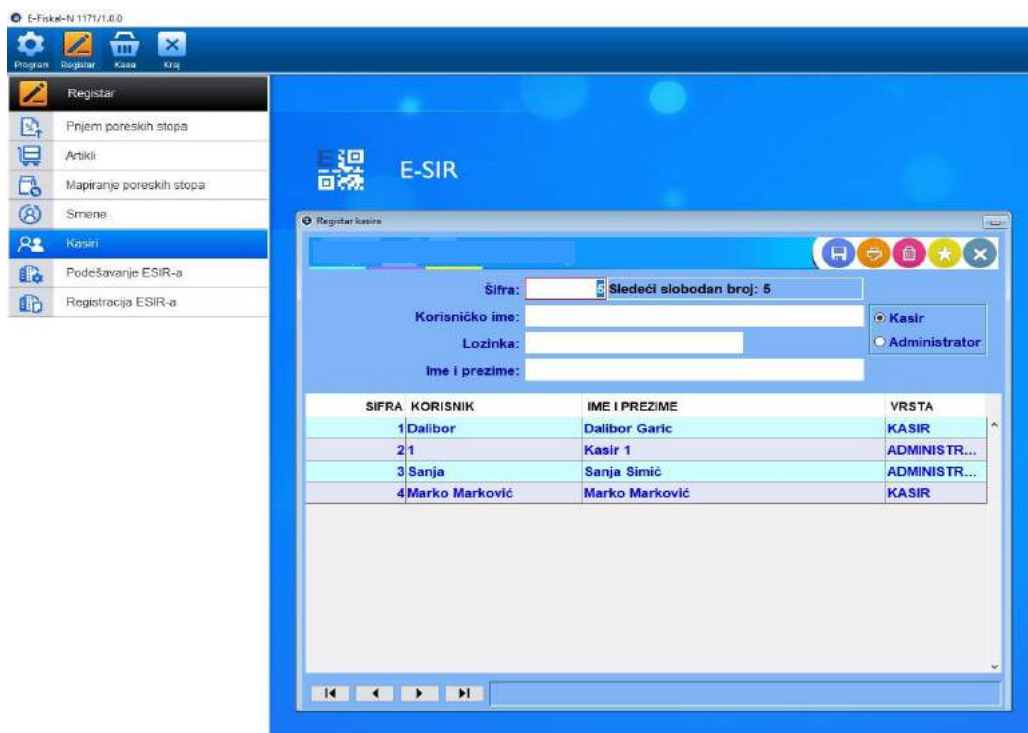 E-Fiskal-N 1171/1.0.0
Program Registar Kasa Kraj
Registar
Prijem poreskih stopa
Artikli
Mapiranje poreskih stopa
Smene
Kasiri
Podešavanje ESIR-a
Registracija ESIR-a
E-SIR
Registar kasira
Šifra: 5 Sledeći slobodan broj: 5
Korisničko ime:
Kasir
Lozinka:
Administrator
Ime i prezime:
SIFRA KORISNIK IME I PREZIME VRSTA
1 Dalibor Dalibor Garic KASIR
2 1 Kasir 1 ADMINISTR...
3 Sanja Sanja Simić ADMINISTR...
4 Marko Marković Marko Marković KASIR